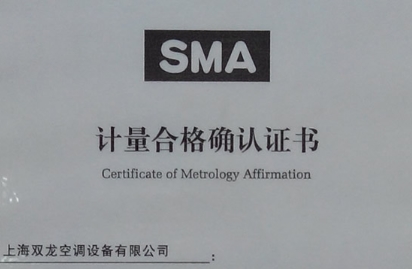 SMA
计量合格确认证书
Certificate of Metrology Affirmation
上海双龙空调设备有限公司：